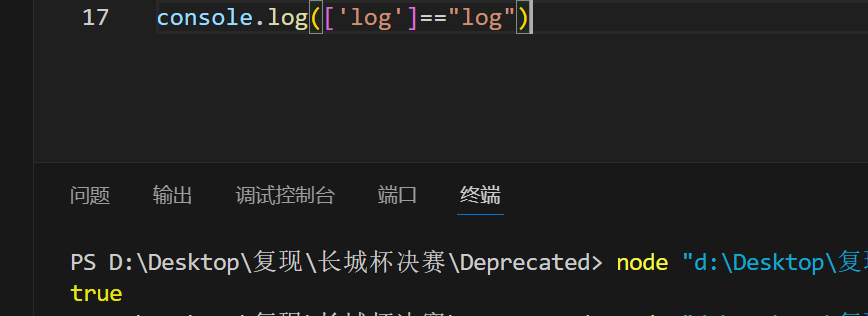 17 console.log(['log']=="log")
问题 输出 调试控制台 端口 终端
PS D:\Desktop\复现\长城杯决赛\Deprecated> node "d:\Desktop\复现
true